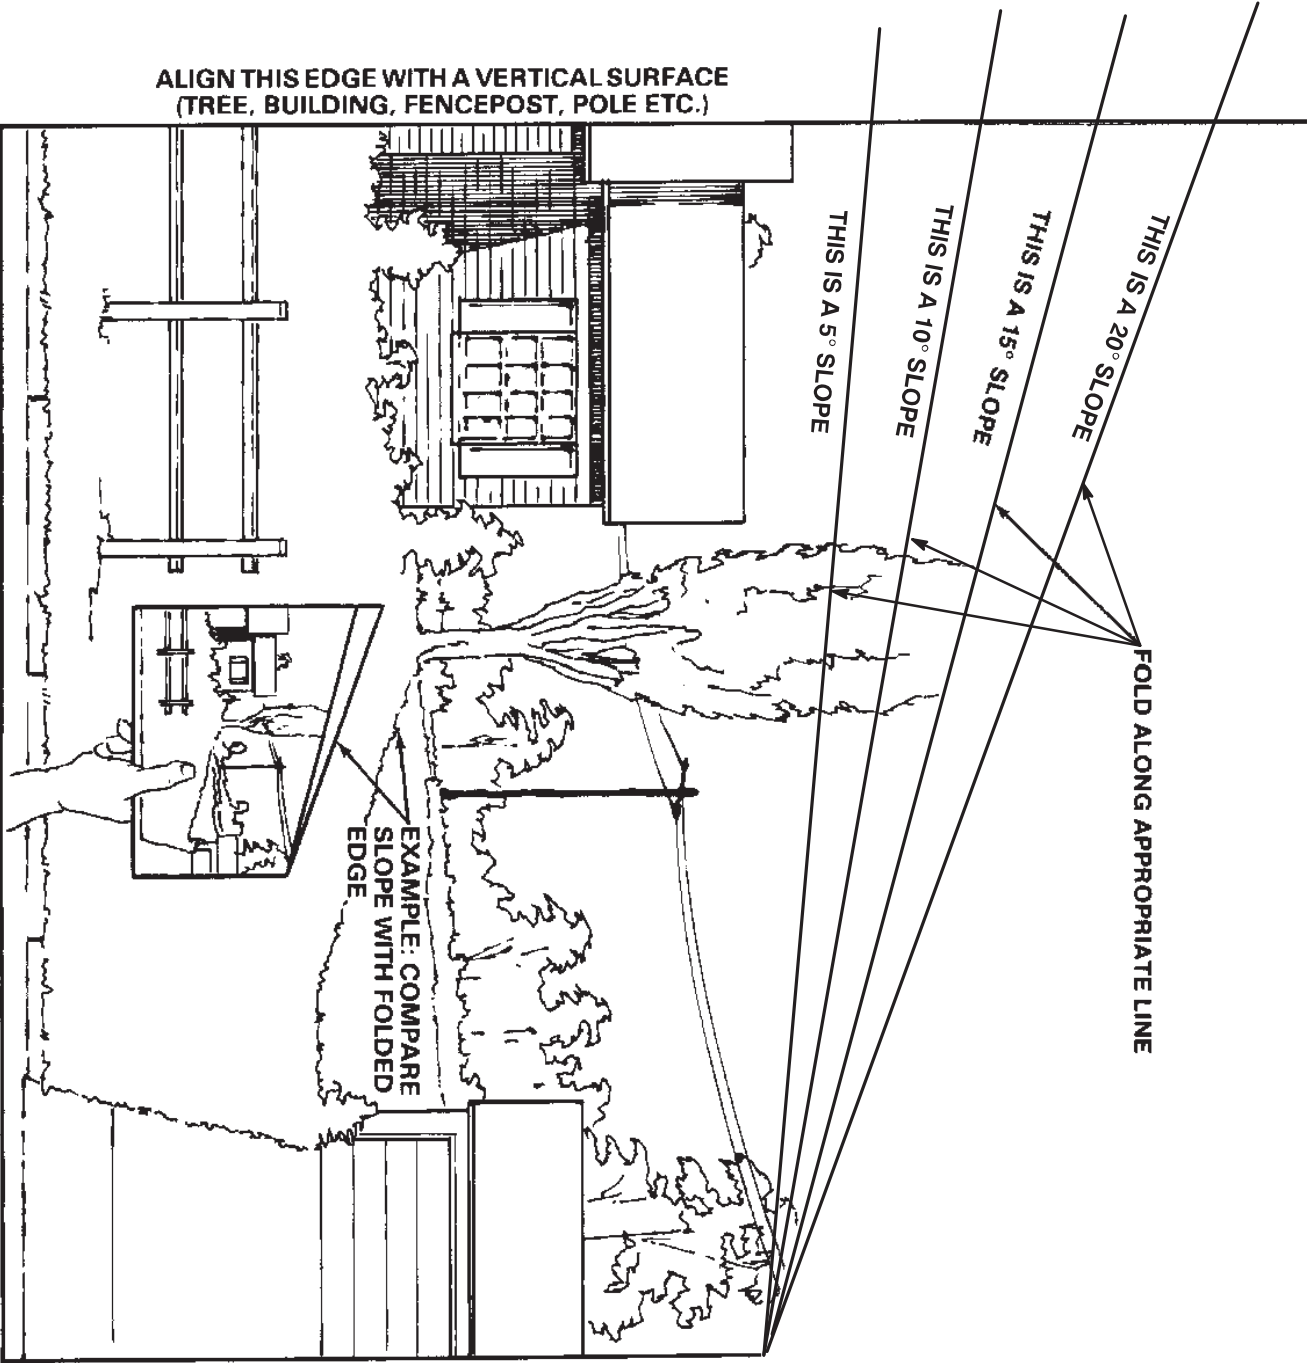 ALIGN THIS EDGE WITH A VERTICAL SURFACE
(TREE, BUILDING, FENCEPOST, POLE ETC.)
THIS IS A 20° SLOPE
THIS IS A 15° SLOPE
THIS IS A 10° SLOPE
THIS IS A 5° SLOPE
FOLD ALONG APPROPRIATE LINE
EXAMPLE: COMPARE
SLOPE WITH FOLDED
EDGE